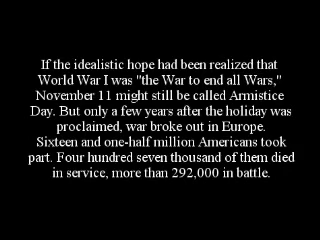 If the idealistic hope had been realized that
World War I was "the War to end all Wars,"
November 11 might still be called Armistice
Day. But only a few years after the holiday was
proclaimed, war broke out in Europe.
Sixteen and one-half million Americans took
part. Four hundred seven thousand of them died
in service, more than 292,000 in battle.